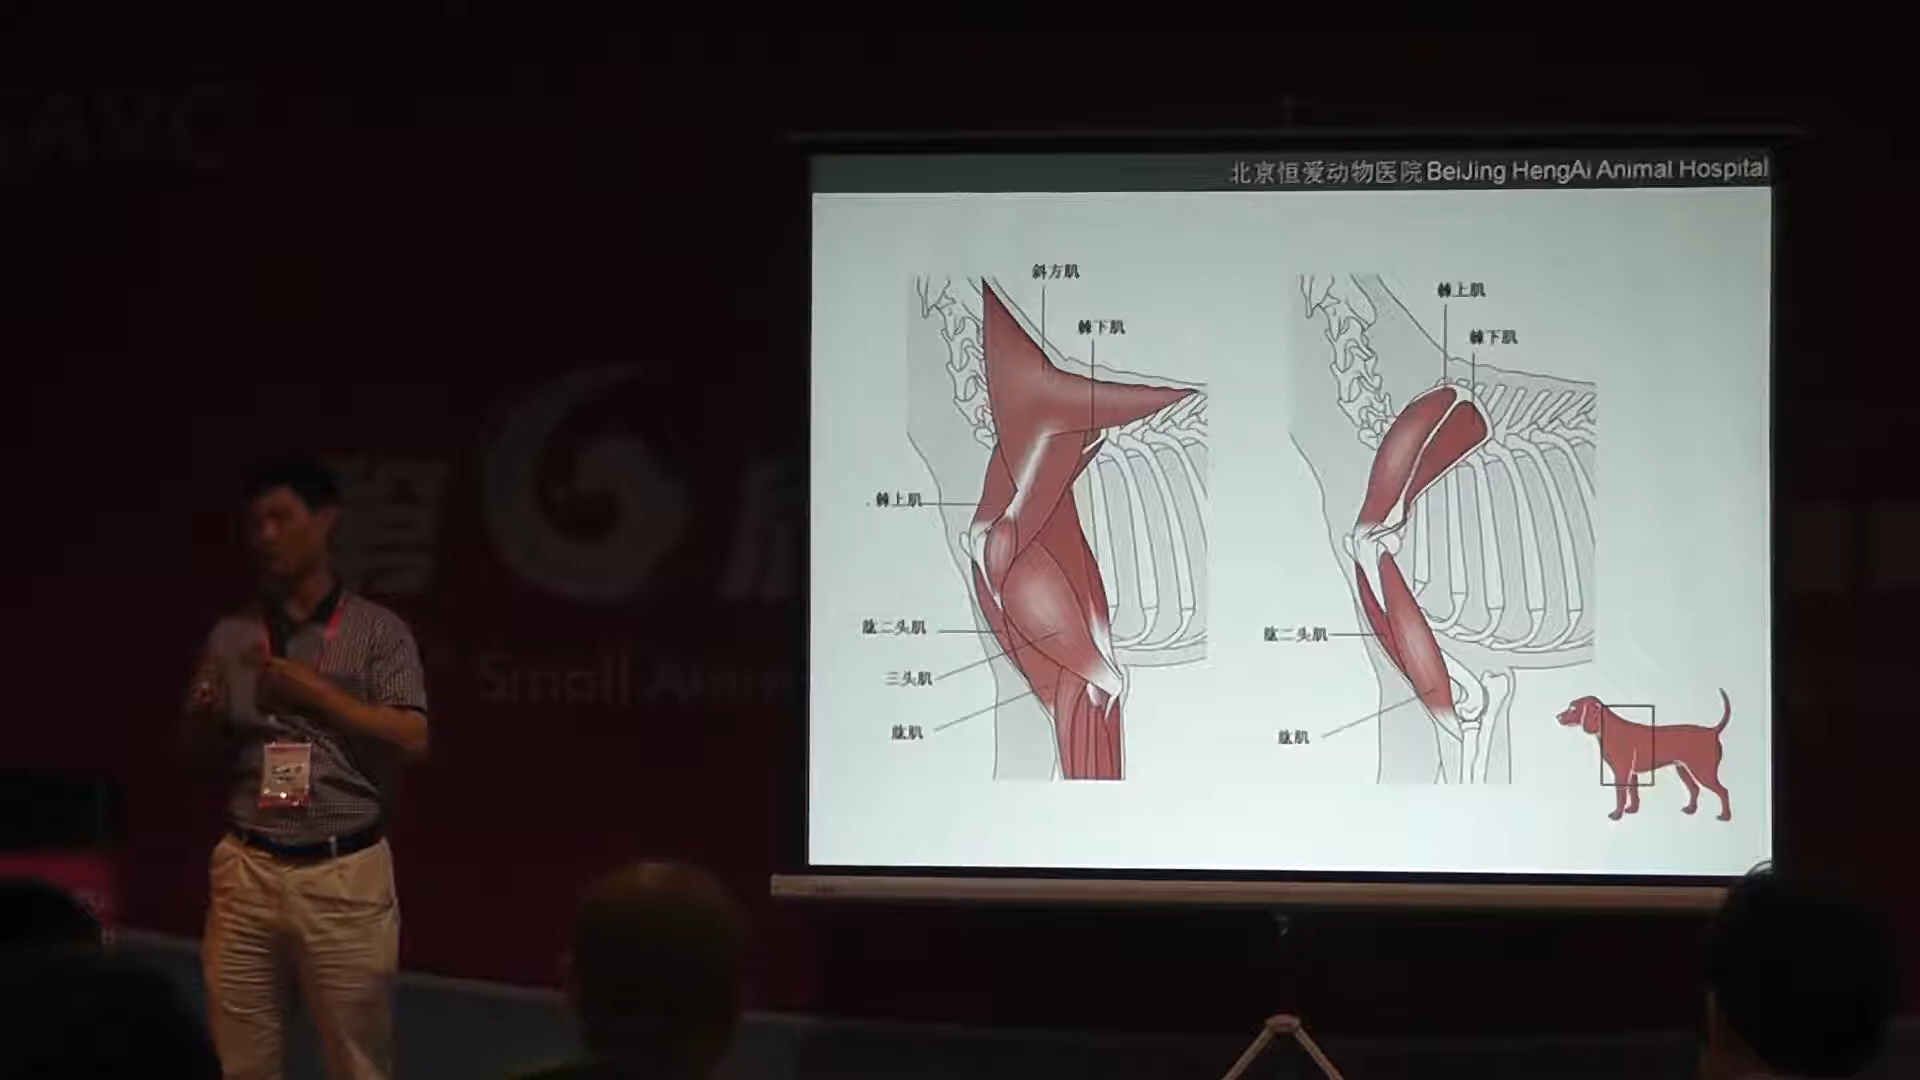 北京恒爱动物医院 BeiJing HengAi Animal Hospital
斜方肌
棘下肌
棘上肌
肱二头肌
三头肌
肱肌
棘上肌
棘下肌
肱二头肌
肱肌
Small